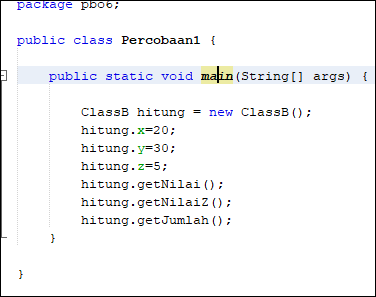 package pbo6;
public class Percobaan1 {
public static void main(String[] args) {
ClassB hitung = new ClassB();
hitung.x=20;
hitung.y=30;
hitung.z=5;
hitung.getNilai();
hitung.getNilaiZ();
hitung.getJumlah();
}
}